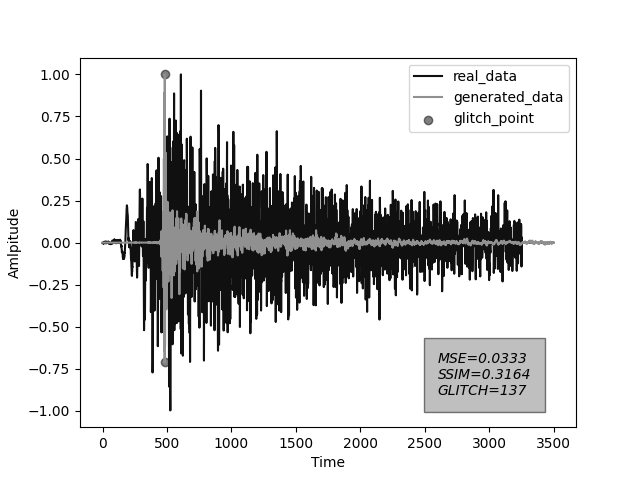 real_data
generated_data
glitch_point
1.00
0.75
0.50
0.25
0.00
−0.25
−0.50
−0.75
−1.00
Amlpitude
MSE=0.0333
SSIM=0.3164
GLITCH=137
0 500 1000 1500 2000 2500 3000 3500
Time